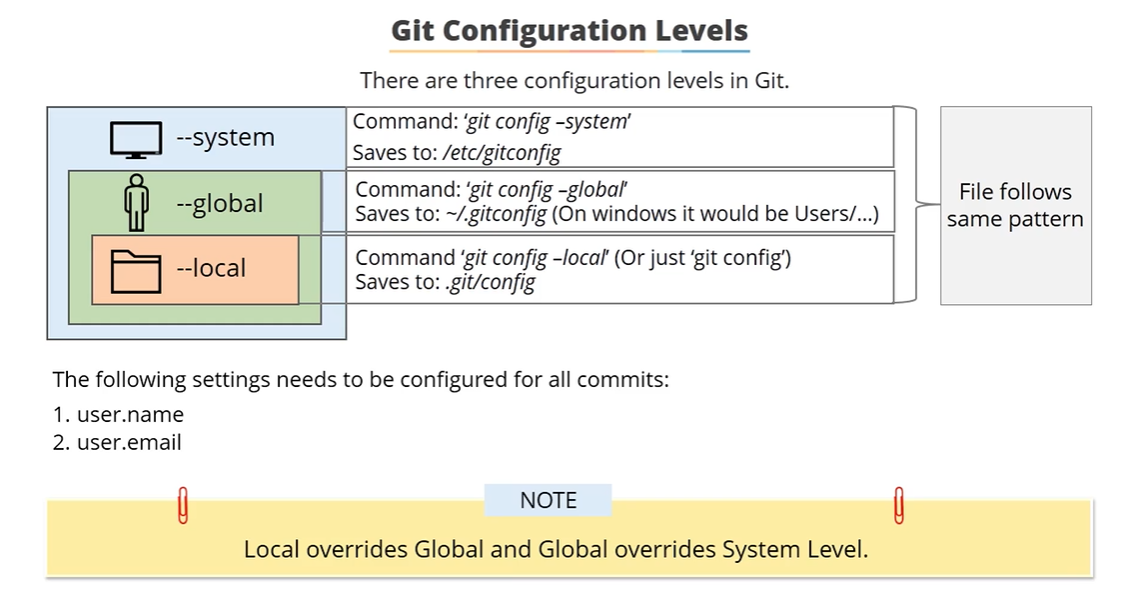 Git Configuration Levels
There are three configuration levels in Git.
--system
Command: ‘git config –system’
Saves to: /etc/gitconfig
--global
Command: ‘git config –global’
Saves to: ~/.gitconfig (On windows it would be Users/...)
--local
Command ‘git config –local’ (Or just ‘git config’)
Saves to: .git/config
File follows
same pattern
The following settings needs to be configured for all commits:
1. user.name
2. user.email
NOTE
Local overrides Global and Global overrides System Level.